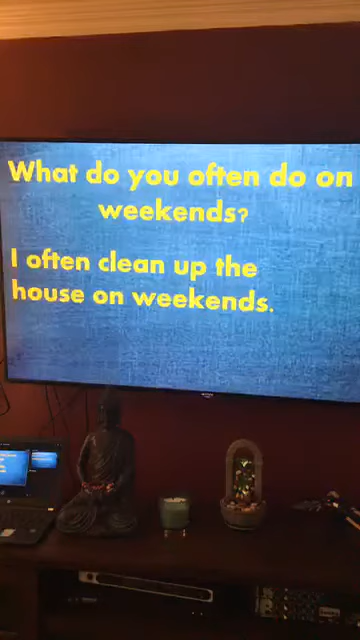 What do you often do on
weekends?
I often clean up the
house on weekends.